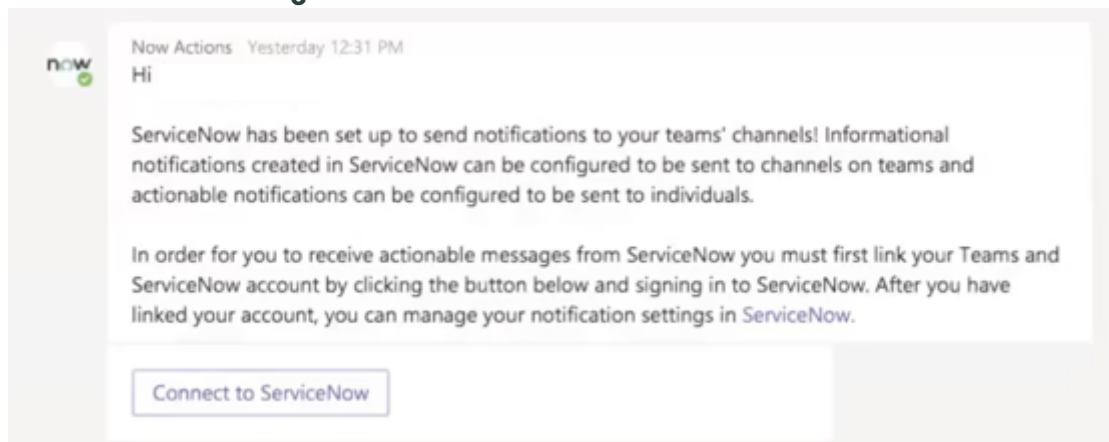 now
Now Actions Yesterday 12:31 PM
Hi
ServiceNow has been set up to send notifications to your teams' channels! Informational
notifications created in ServiceNow can be configured to be sent to channels on teams and
actionable notifications can be configured to be sent to individuals.
In order for you to receive actionable messages from ServiceNow you must first link your Teams and
ServiceNow account by clicking the button below and signing in to ServiceNow. After you have
linked your account, you can manage your notification settings in ServiceNow.
Connect to ServiceNow